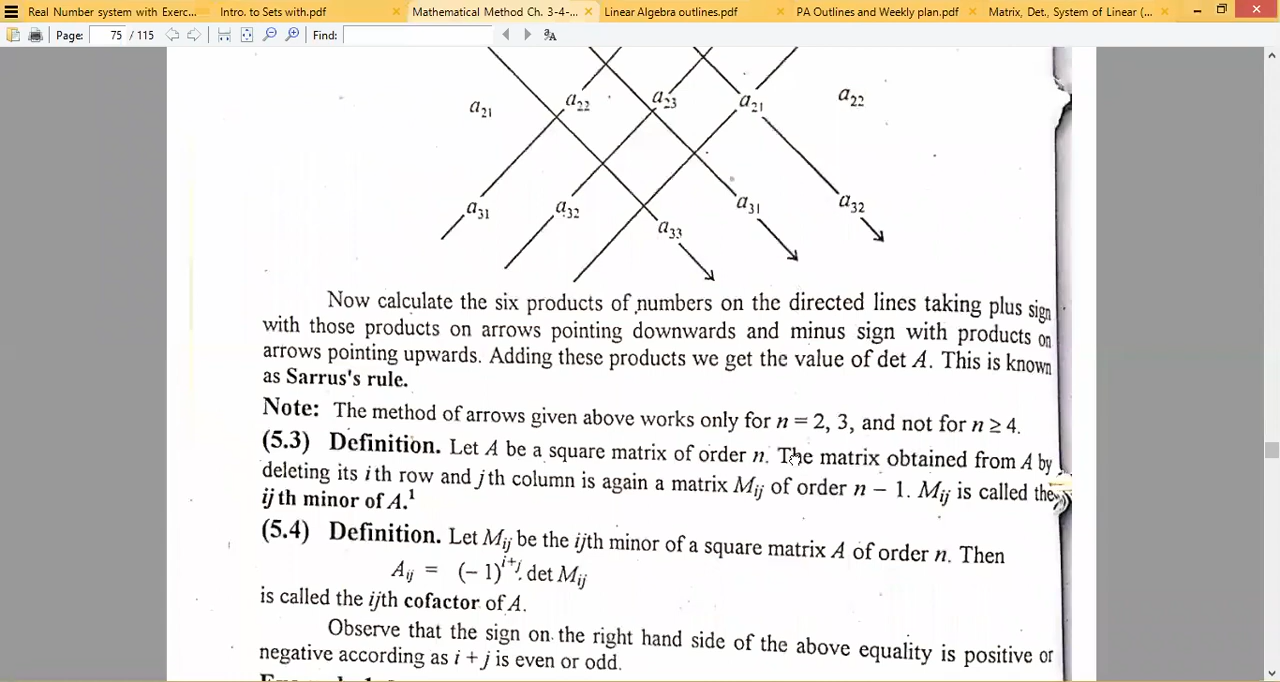 Real Number system with Exerc... Intro. to Sets with.pdf Mathematical Method Ch. 3-4-... Linear Algebra outlines.pdf PA Outlines and Weekly plan.pdf Matrix, Det., System of Linear (...
Page: 75 / 115 Find:
a21 a22 a23 a21 a22
a31 a32 a33 a31 a32
Now calculate the six products of numbers on the directed lines taking plus sign
with those products on arrows pointing downwards and minus sign with products on
arrows pointing upwards. Adding these products we get the value of det A. This is known
as Sarrus's rule.
Note: The method of arrows given above works only for n = 2, 3, and not for n ≥ 4.
(5.3) Definition. Let A be a square matrix of order n. The matrix obtained from A by
deleting its i th row and j th column is again a matrix Mij of order n – 1. Mij is called the
ij th minor of A.¹
(5.4) Definition. Let Mij be the ijth minor of a square matrix A of order n. Then
Aij = (– 1)^i+j. det Mij
is called the ijth cofactor of A.
Observe that the sign on the right hand side of the above equality is positive or
negative according as i + j is even or odd.